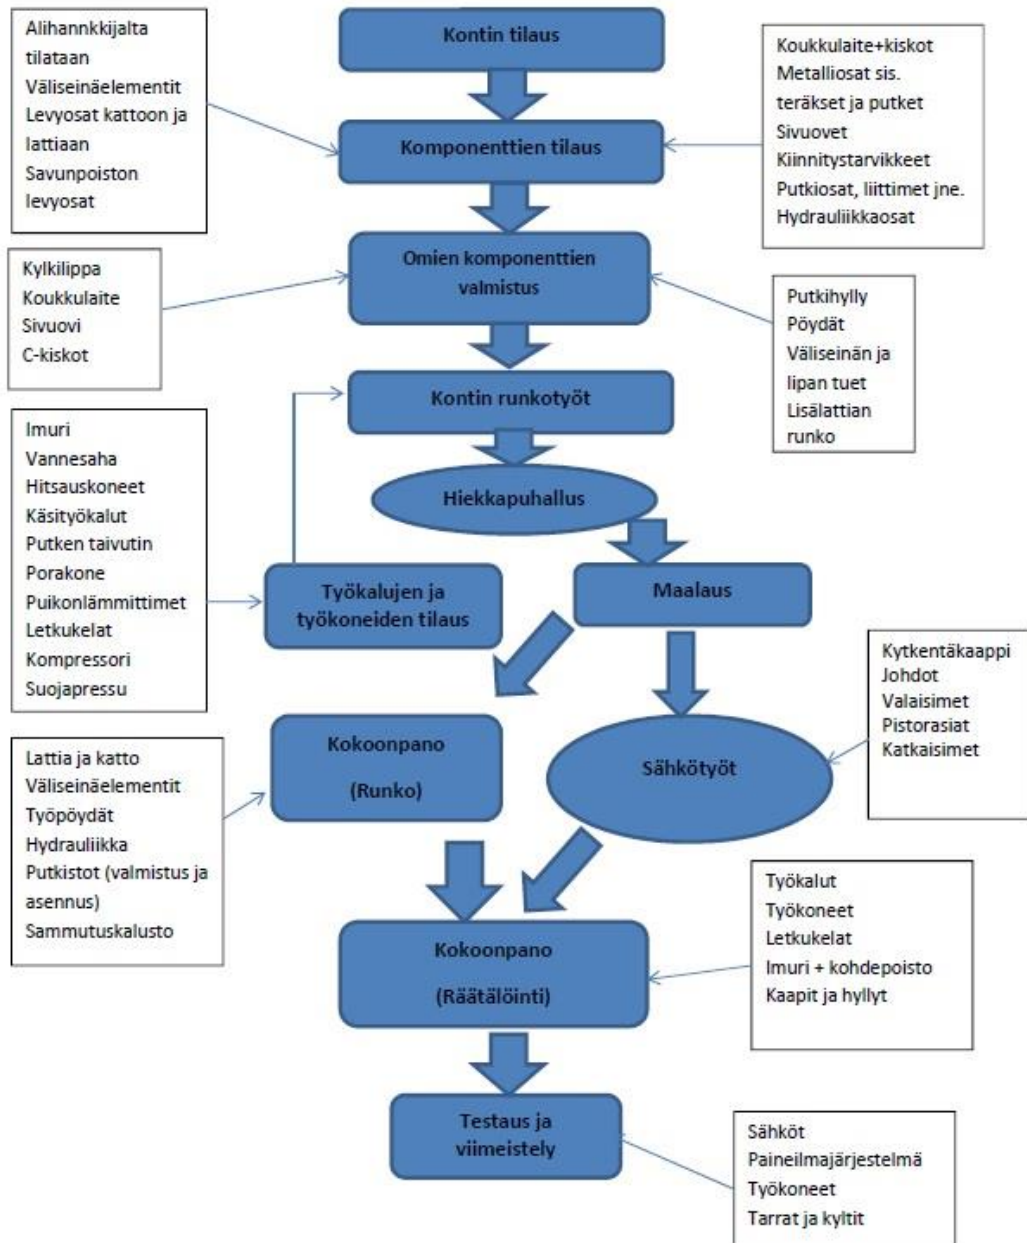 Kontin tilaus
Alihannkkijalta
tilataan
Väliseinäelementit
Levyosat kattoon ja
lattiaan
Savunpoiston
levyosat
Koukkulaite+kiskot
Metalliosat sis.
teräkset ja putket
Sivuovet
Kiinnitystarvikkeet
Putkiosat, liittimet jne.
Hydrauliikkaosat
Komponenttien tilaus
Kylkilippa
Koukkulaite
Sivuovi
C-kiskot
Omien komponenttien
valmistus
Putkihylly
Pöydät
Väliseinän ja
lipan tuet
Lisälattian
runko
Kontin runkotyöt
Hiekkapuhallus
Imuri
Vannesaha
Hitsauskoneet
Käsityökalut
Putken taivutin
Porakone
Puikonlämmittimet
Letkukelat
Kompressori
Suojapressu
Työkalujen ja
työkoneiden tilaus
Maalaus
Kytkentäkaappi
Johdot
Valaisimet
Pistorasiat
Katkaisimet
Lattia ja katto
Väliseinäelementit
Työpöydät
Hydrauliikka
Putkistot (valmistus ja
asennus)
Sammutuskalusto
Kokoonpano
(Runko)
Sähkötyöt
Työkalut
Työkoneet
Letkukelat
Imuri + kohdepoisto
Kaapit ja hyllyt
Kokoonpano
(Räätälöinti)
Testaus ja
viimeistely
Sähköt
Paineilmajärjestelmä
Työkoneet
Tarrat ja kyltit